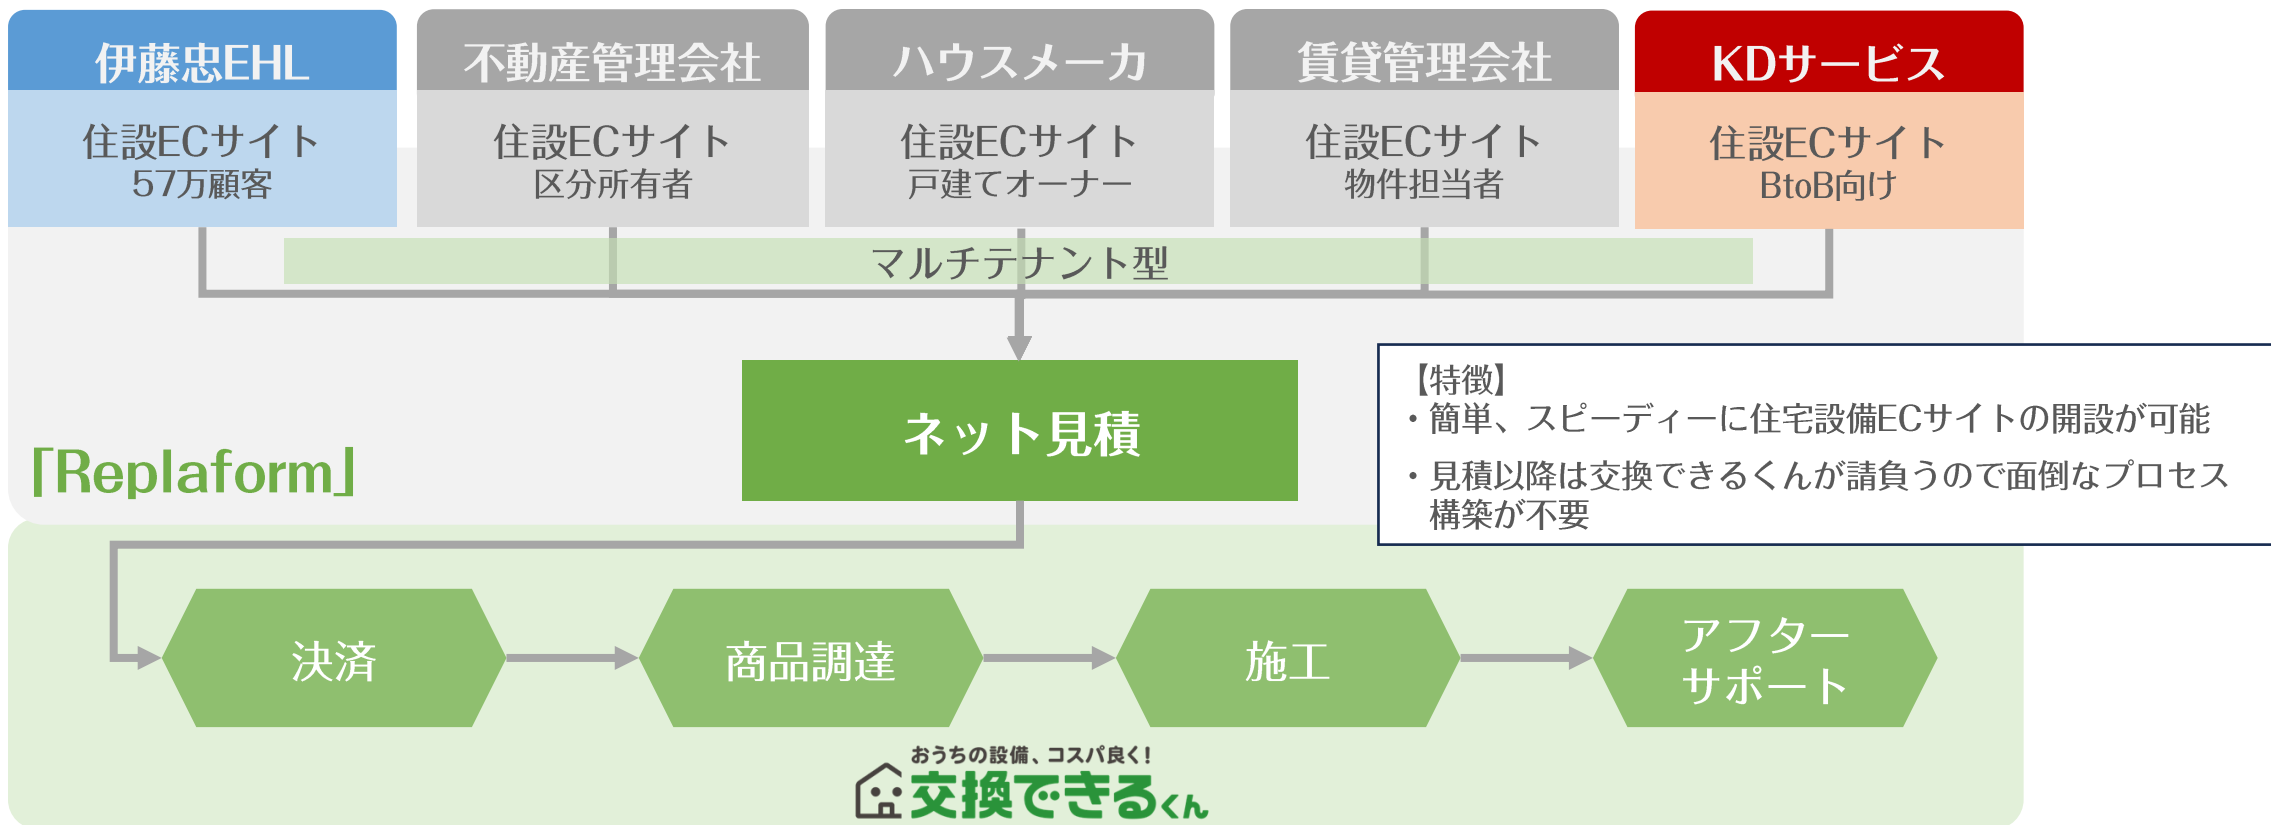 伊藤忠EHL
住設ECサイト
57万顧客
不動産管理会社
住設ECサイト
区分所有者
ハウスメーカ
住設ECサイト
戸建てオーナー
賃貸管理会社
住設ECサイト
物件担当者
KDサービス
住設ECサイト
BtoB向け
マルチテナント型
ネット見積
「Replaform」
【特徴】
・簡単、スピーディーに住宅設備ECサイトの開設が可能
・見積以降は交換できるくんが請負うので面倒なプロセス
構築が不要
決済
商品調達
施工
アフター
サポート
おうちの設備、コスパ良く!
交換できるくん